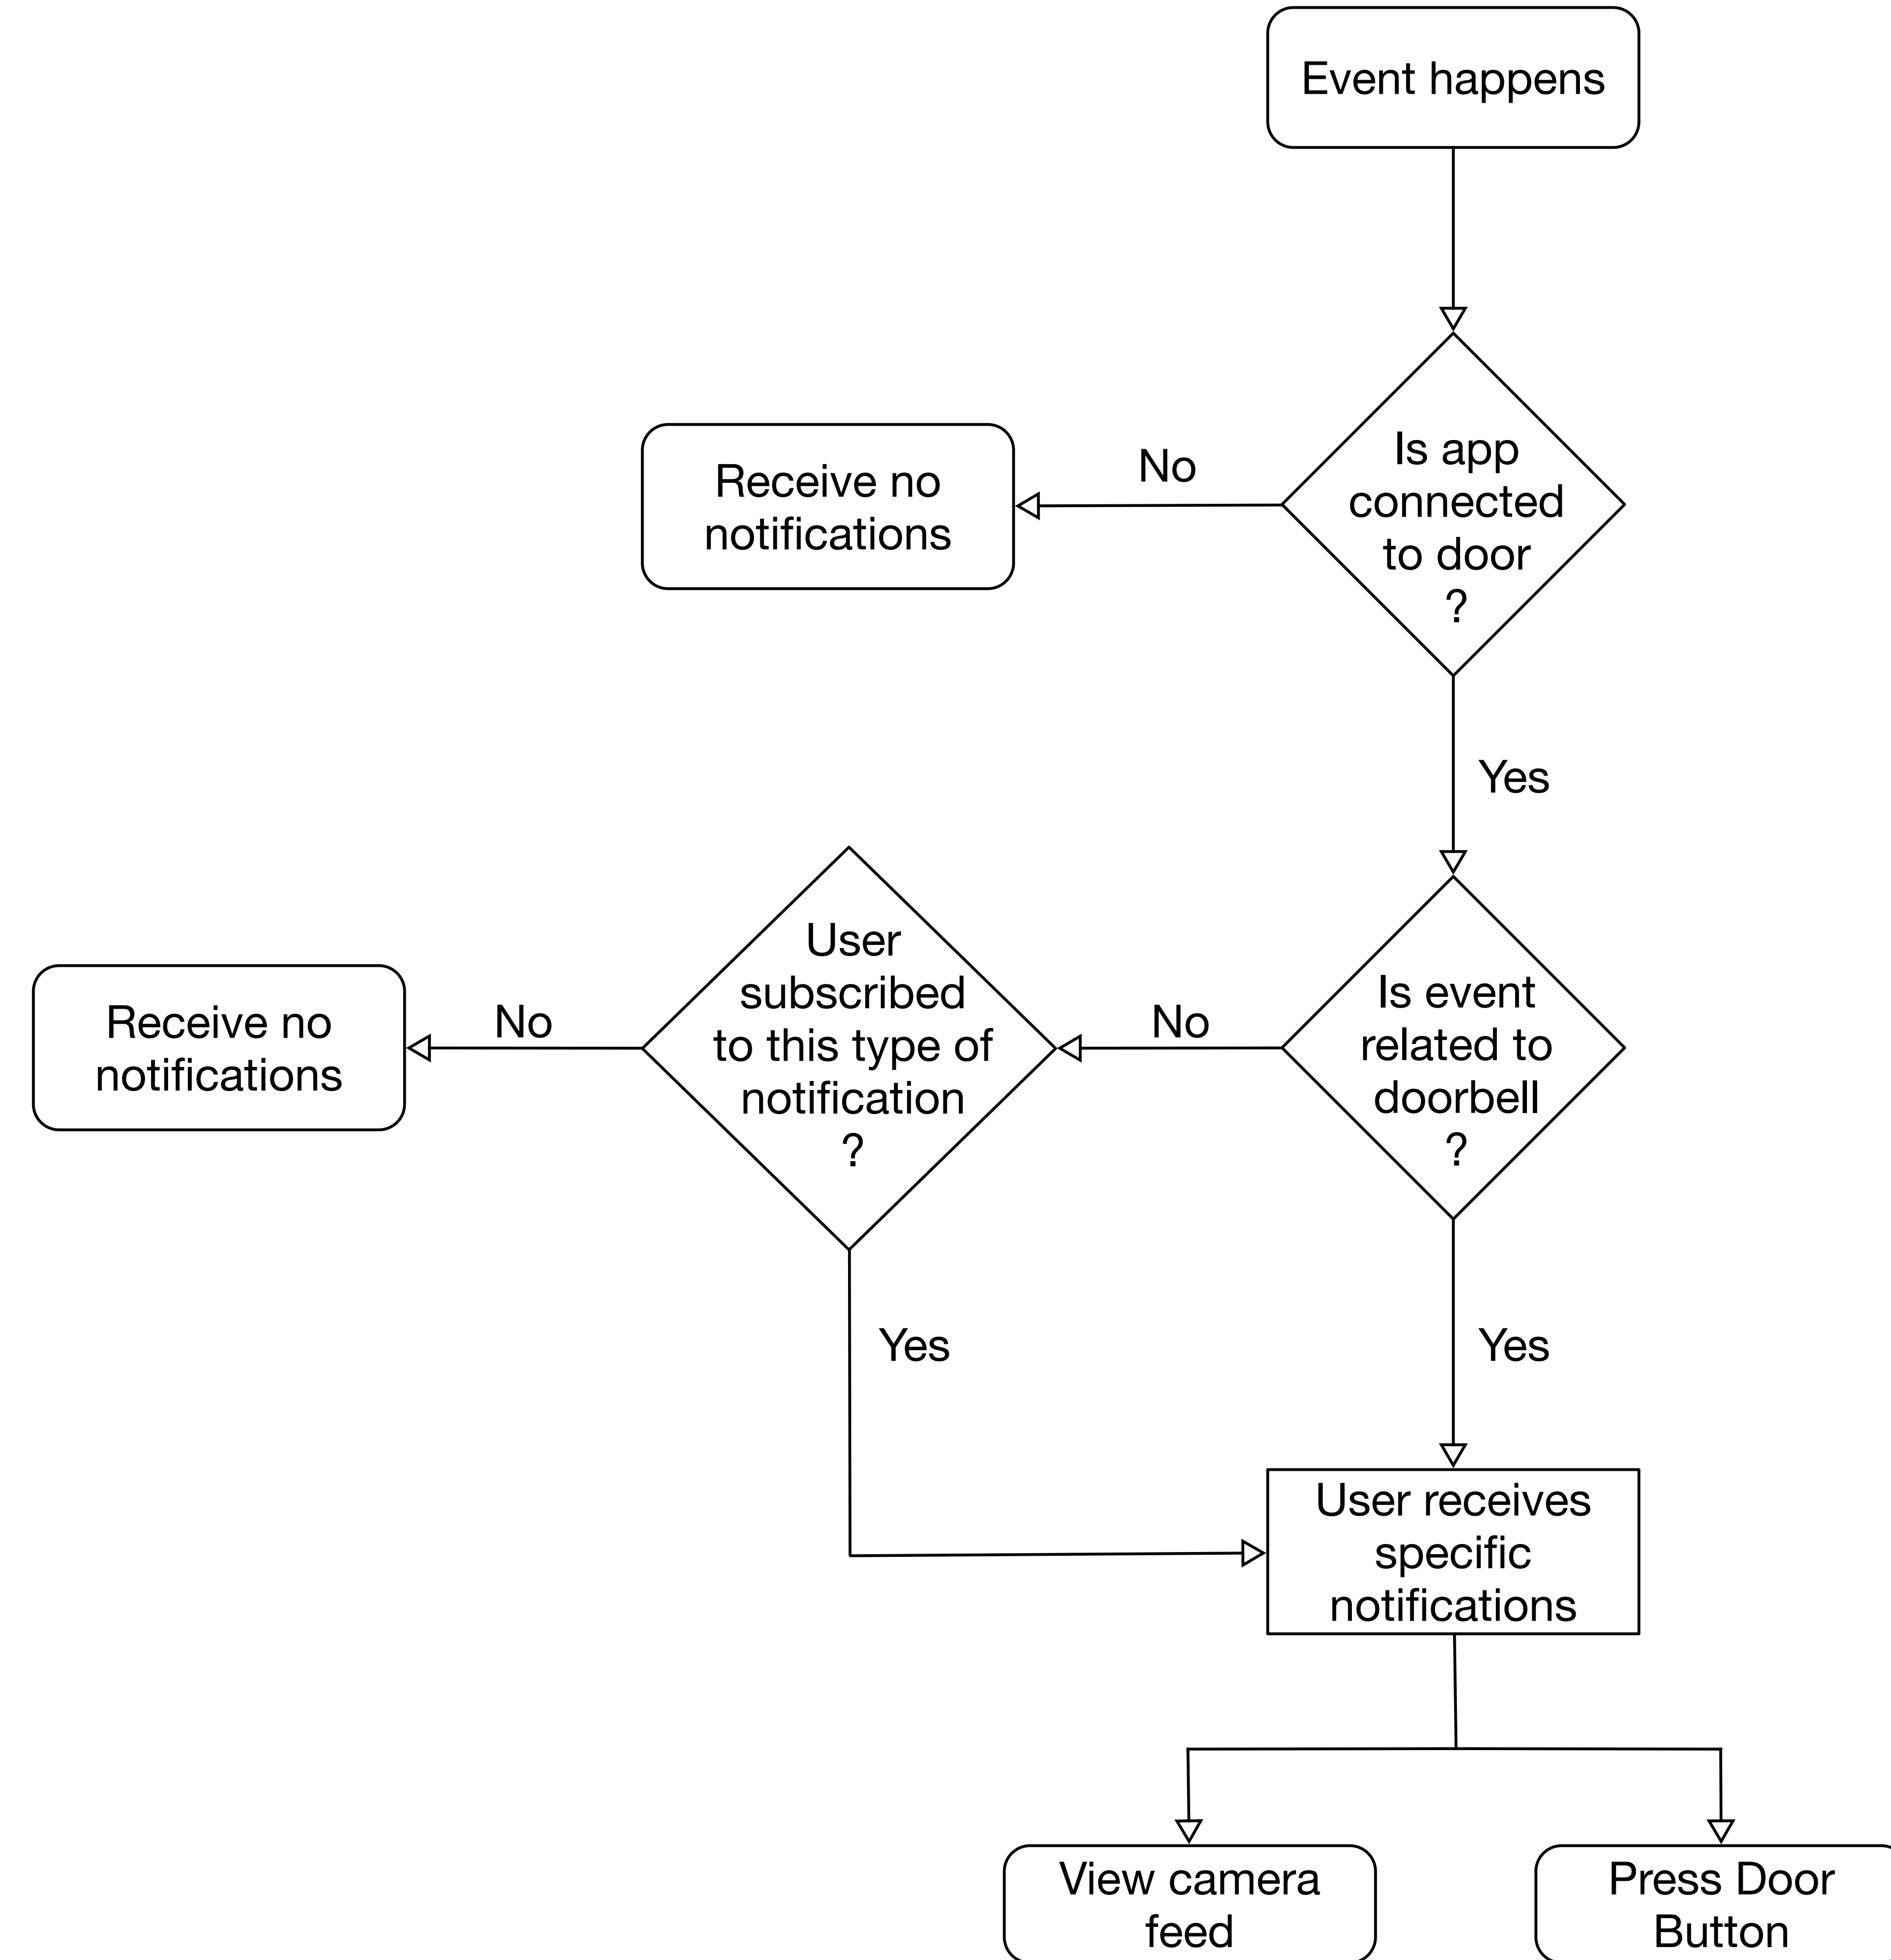 Event happens
Is app
connected
to door
?
No
Receive no
notifications
Yes
Is event
related to
doorbell
?
No
User
subscribed
to this type of
notification
?
No
Receive no
notifications
Yes
Yes
User receives
specific
notifications
View camera
feed
Press Door
Button